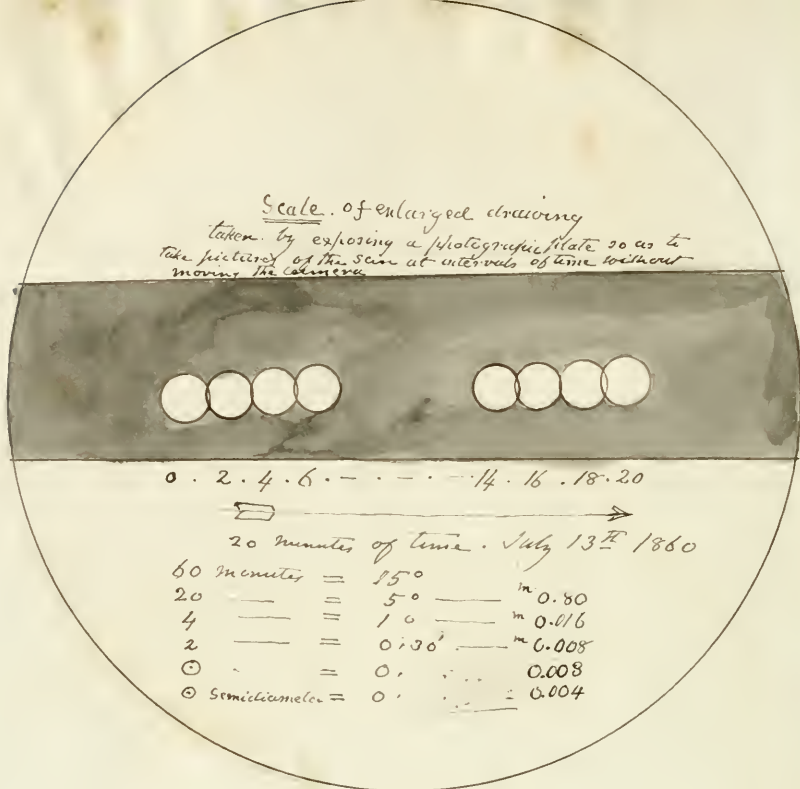 Scale. of enlarged drawing
taken. by exposing a photograpic plate so as to
take pictures of the sun at intervals of time without
moving the camera
0 . 2 . 4 . 6 . - . - . - . 14 . 16 . 18 . 20
20 minutes of time . July 13th 1860
60 minutes = 15°
20 — = 5° — m 0.80
4 — = 1° — m 0.016
2 — = 0°30' — m 0.008
☉ . = 0. . . . 0.008
☉ Semidiameter = 0. . . = 0.004